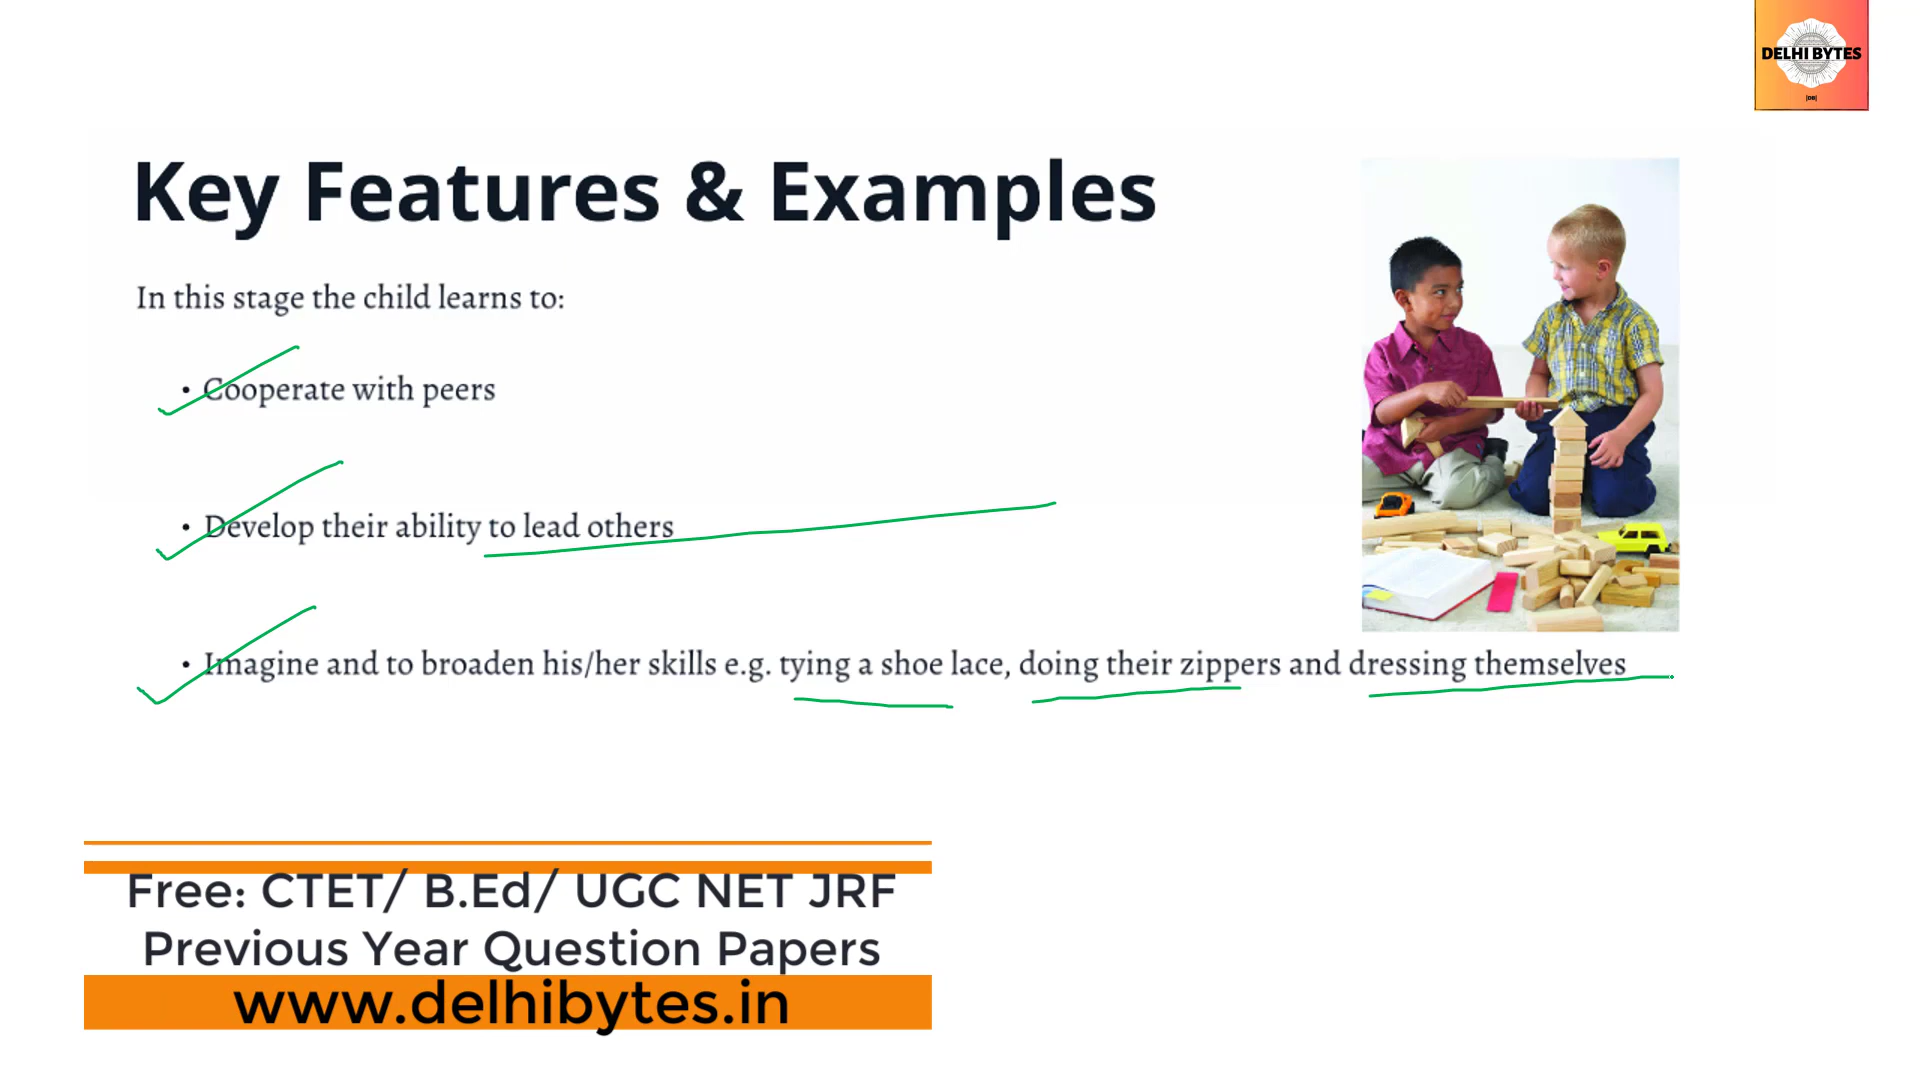 DELHI BYTES
|DB|
Key Features & Examples
In this stage the child learns to:
• Cooperate with peers
• Develop their ability to lead others
• Imagine and to broaden his/her skills e.g. tying a shoe lace, doing their zippers and dressing themselves
Free: CTET/ B.Ed/ UGC NET JRF
Previous Year Question Papers
www.delhibytes.in